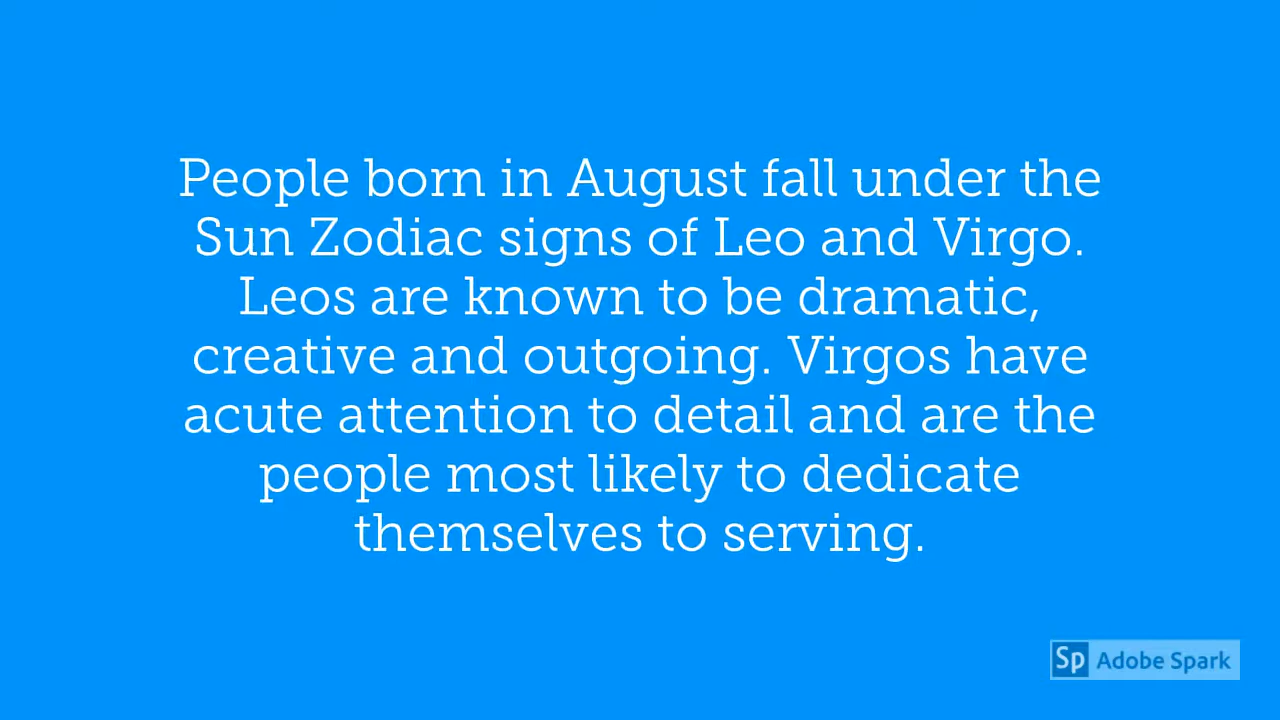 People born in August fall under the
Sun Zodiac signs of Leo and Virgo.
Leos are known to be dramatic,
creative and outgoing. Virgos have
acute attention to detail and are the
people most likely to dedicate
themselves to serving.
Sp Adobe Spark